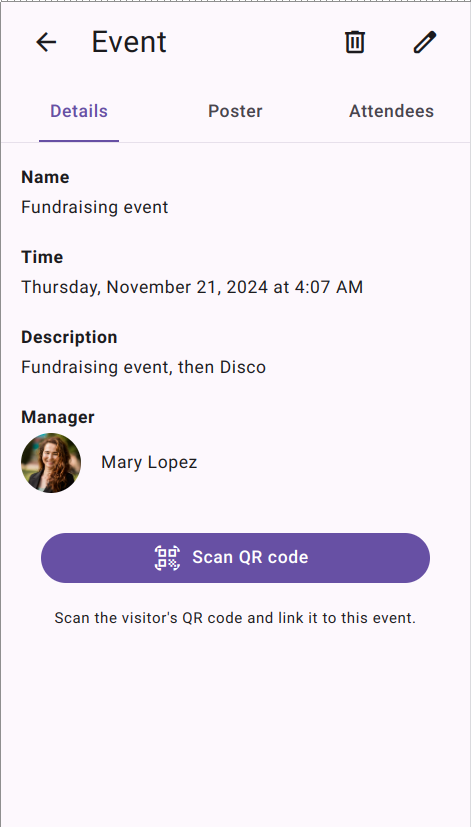 Event
Details Poster Attendees
Name
Fundraising event
Time
Thursday, November 21, 2024 at 4:07 AM
Description
Fundraising event, then Disco
Manager
Mary Lopez
Scan QR code
Scan the visitor's QR code and link it to this event.